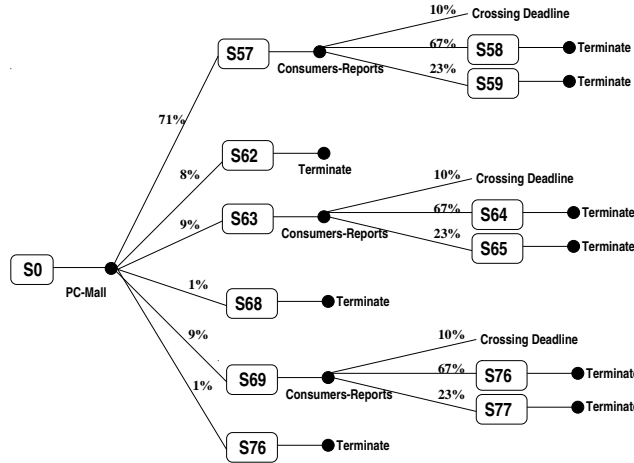 10%
Crossing Deadline
S57
67%
S58
Terminate
Consumers-Reports
23%
S59
Terminate
71%
S62
8%
Terminate
10%
Crossing Deadline
9%
S63
67%
S64
Terminate
Consumers-Reports
23%
S65
Terminate
S0
PC-Mall
1%
S68
Terminate
10%
Crossing Deadline
9%
S69
67%
S76
Terminate
Consumers-Reports
1%
23%
S77
Terminate
S76
Terminate